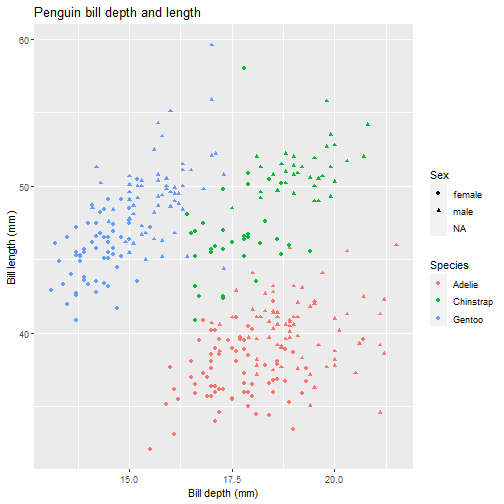 Penguin bill depth and length
60
50
40
Bill length (mm)
15.0 17.5 20.0
Bill depth (mm)
Sex
female
male
NA
Species
Adelie
Chinstrap
Gentoo